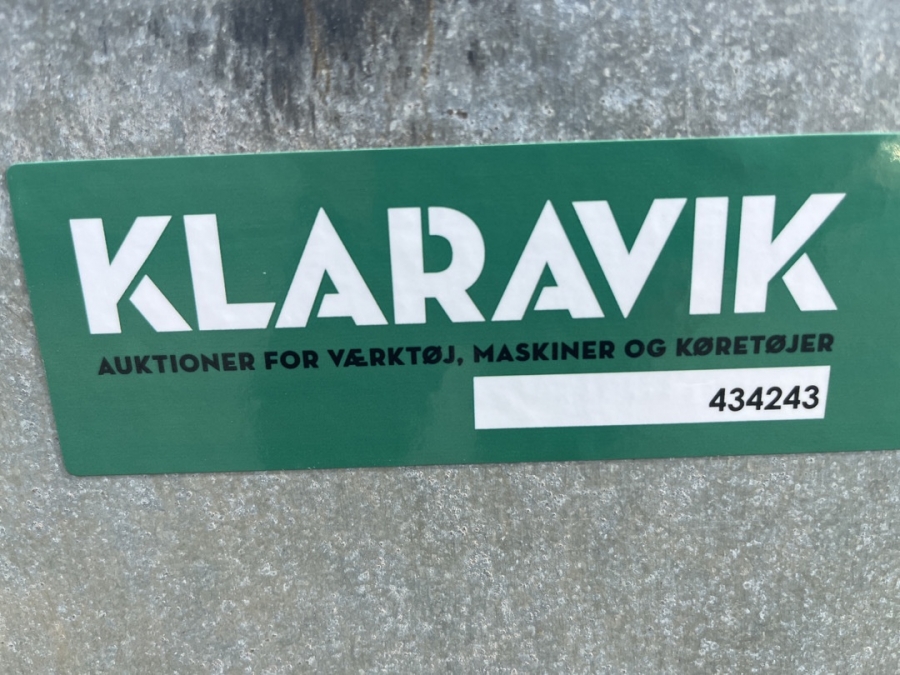 KLARAVIK
AUKTIONER FOR VÆRKTØJ, MASKINER OG KØRETØJER
434243